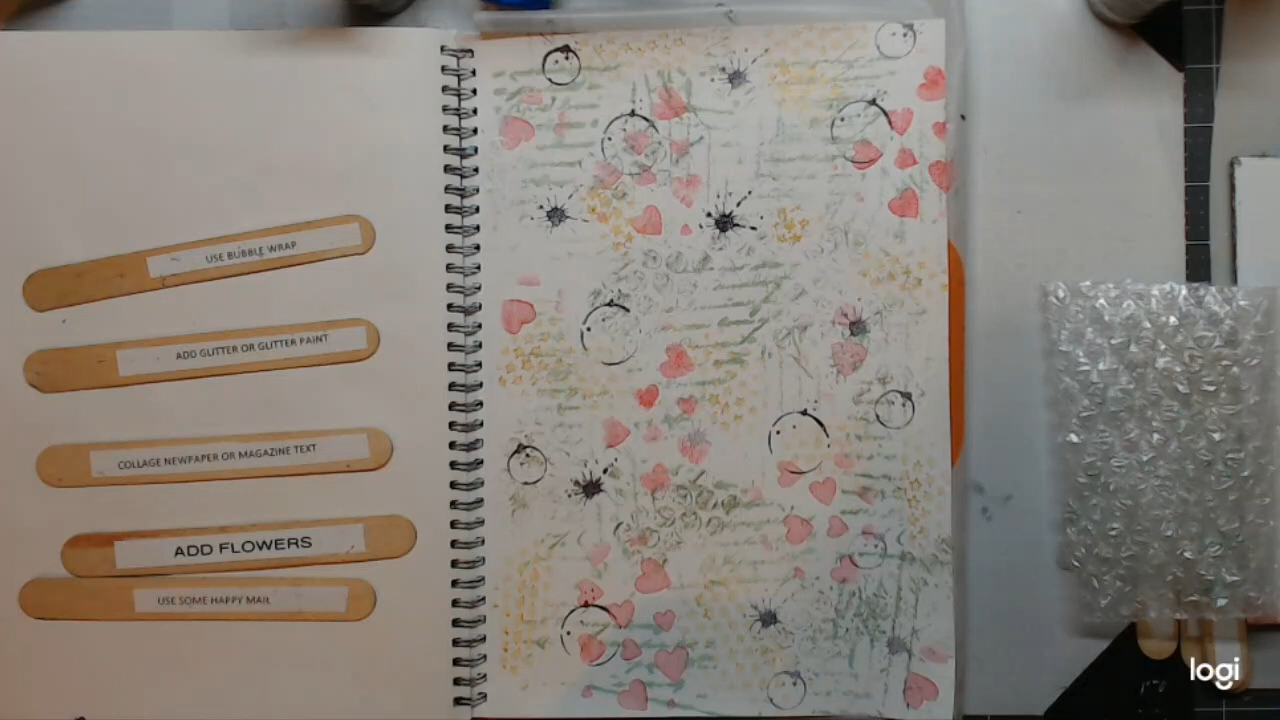 USE BUBBLE WRAP
ADD GLITTER OR GLITTER PAINT
COLLAGE NEWPAPER OR MAGAZINE TEXT
ADD FLOWERS
USE SOME HAPPY MAIL
logi